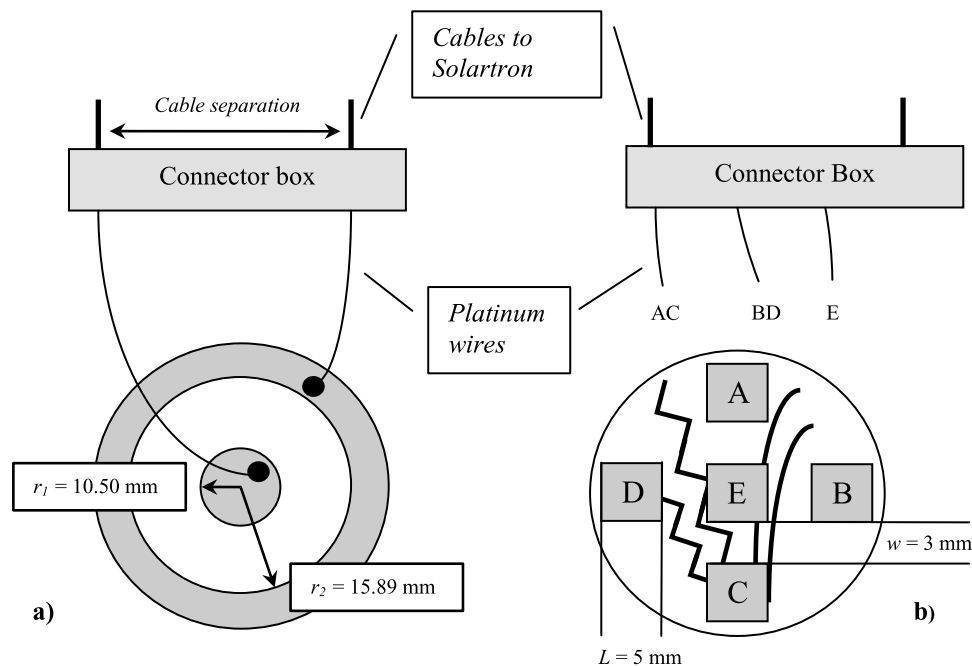 Cables to
Solartron
Cable separation
Connector box
Connector Box
Platinum
wires
AC
BD
E
r1 = 10.50 mm
r2 = 15.89 mm
a)
A
D
E
B
C
w = 3 mm
b)
L = 5 mm